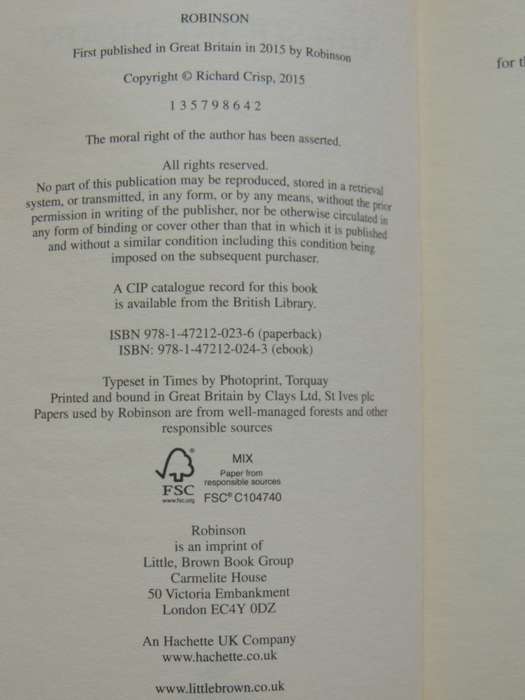 ROBINSON
First published in Great Britain in 2015 by Robinson
Copyright © Richard Crisp, 2015
1 3 5 7 9 8 6 4 2
The moral right of the author has been asserted.
All rights reserved.
No part of this publication may be reproduced, stored in a retrieval
system, or transmitted, in any form, or by any means, without the prior
permission in writing of the publisher, nor be otherwise circulated in
any form of binding or cover other than that in which it is published
and without a similar condition including this condition being
imposed on the subsequent purchaser.
A CIP catalogue record for this book
is available from the British Library.
ISBN 978-1-47212-023-6 (paperback)
ISBN: 978-1-47212-024-3 (ebook)
Typeset in Times by Photoprint, Torquay
Printed and bound in Great Britain by Clays Ltd, St Ives plc
Papers used by Robinson are from well-managed forests and other
responsible sources
FSC
www.fsc.org
MIX
Paper from
responsible sources
FSC® C104740
Robinson
is an imprint of
Little, Brown Book Group
Carmelite House
50 Victoria Embankment
London EC4Y 0DZ
An Hachette UK Company
www.hachette.co.uk
www.littlebrown.co.uk
for